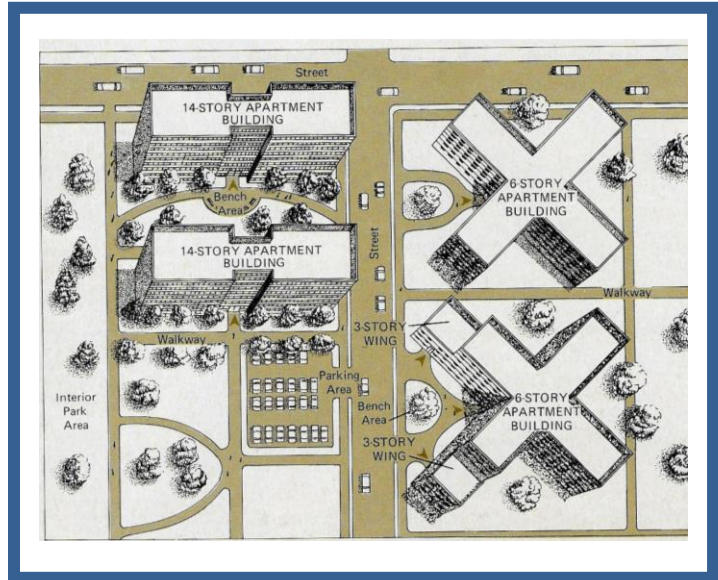 Street
14-STORY APARTMENT
BUILDING
6-STORY
APARTMENT
BUILDING
Bench
Area
Street
14-STORY APARTMENT
BUILDING
Walkway
3-STORY
WING
Walkway
Parking
Area
Interior
Park
Area
Bench
Area
6-STORY
APARTMENT
BUILDING
3-STORY
WING